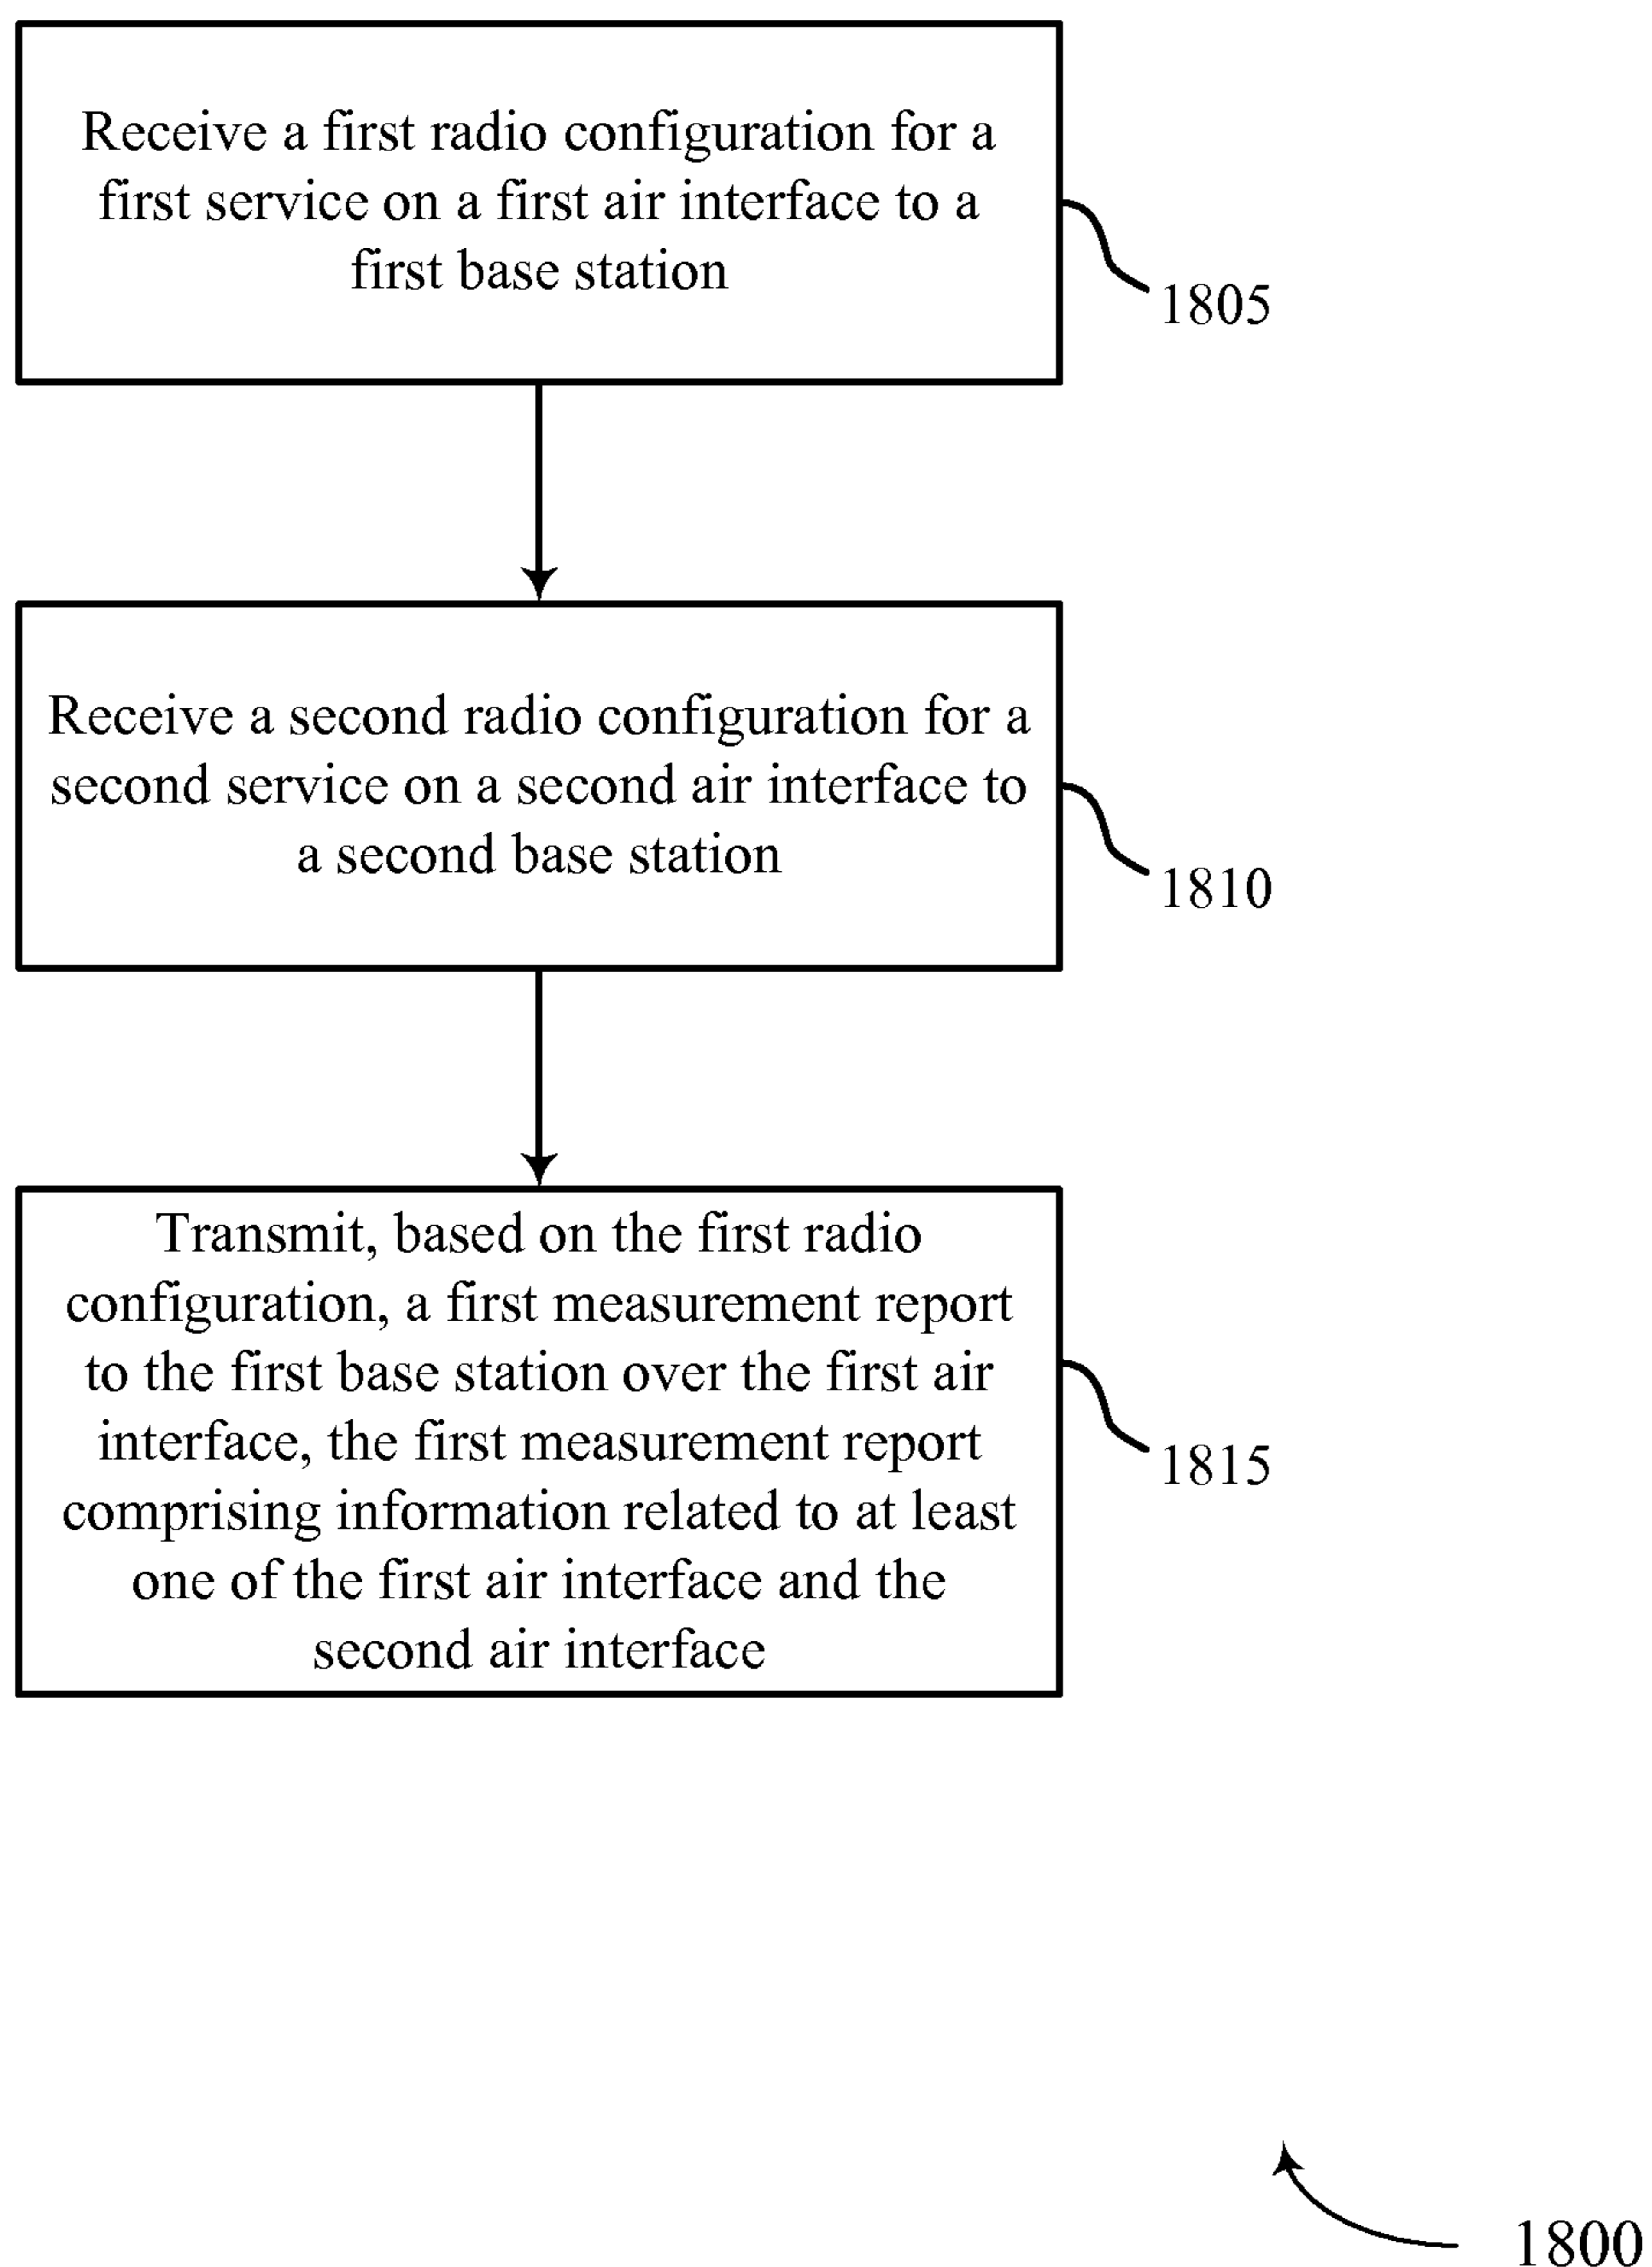 Receive a first radio configuration for a
first service on a first air interface to a
first base station
1805
Receive a second radio configuration for a
second service on a second air interface to
a second base station
1810
Transmit, based on the first radio
configuration, a first measurement report
to the first base station over the first air
interface, the first measurement report
comprising information related to at least
one of the first air interface and the
second air interface
1815
1800